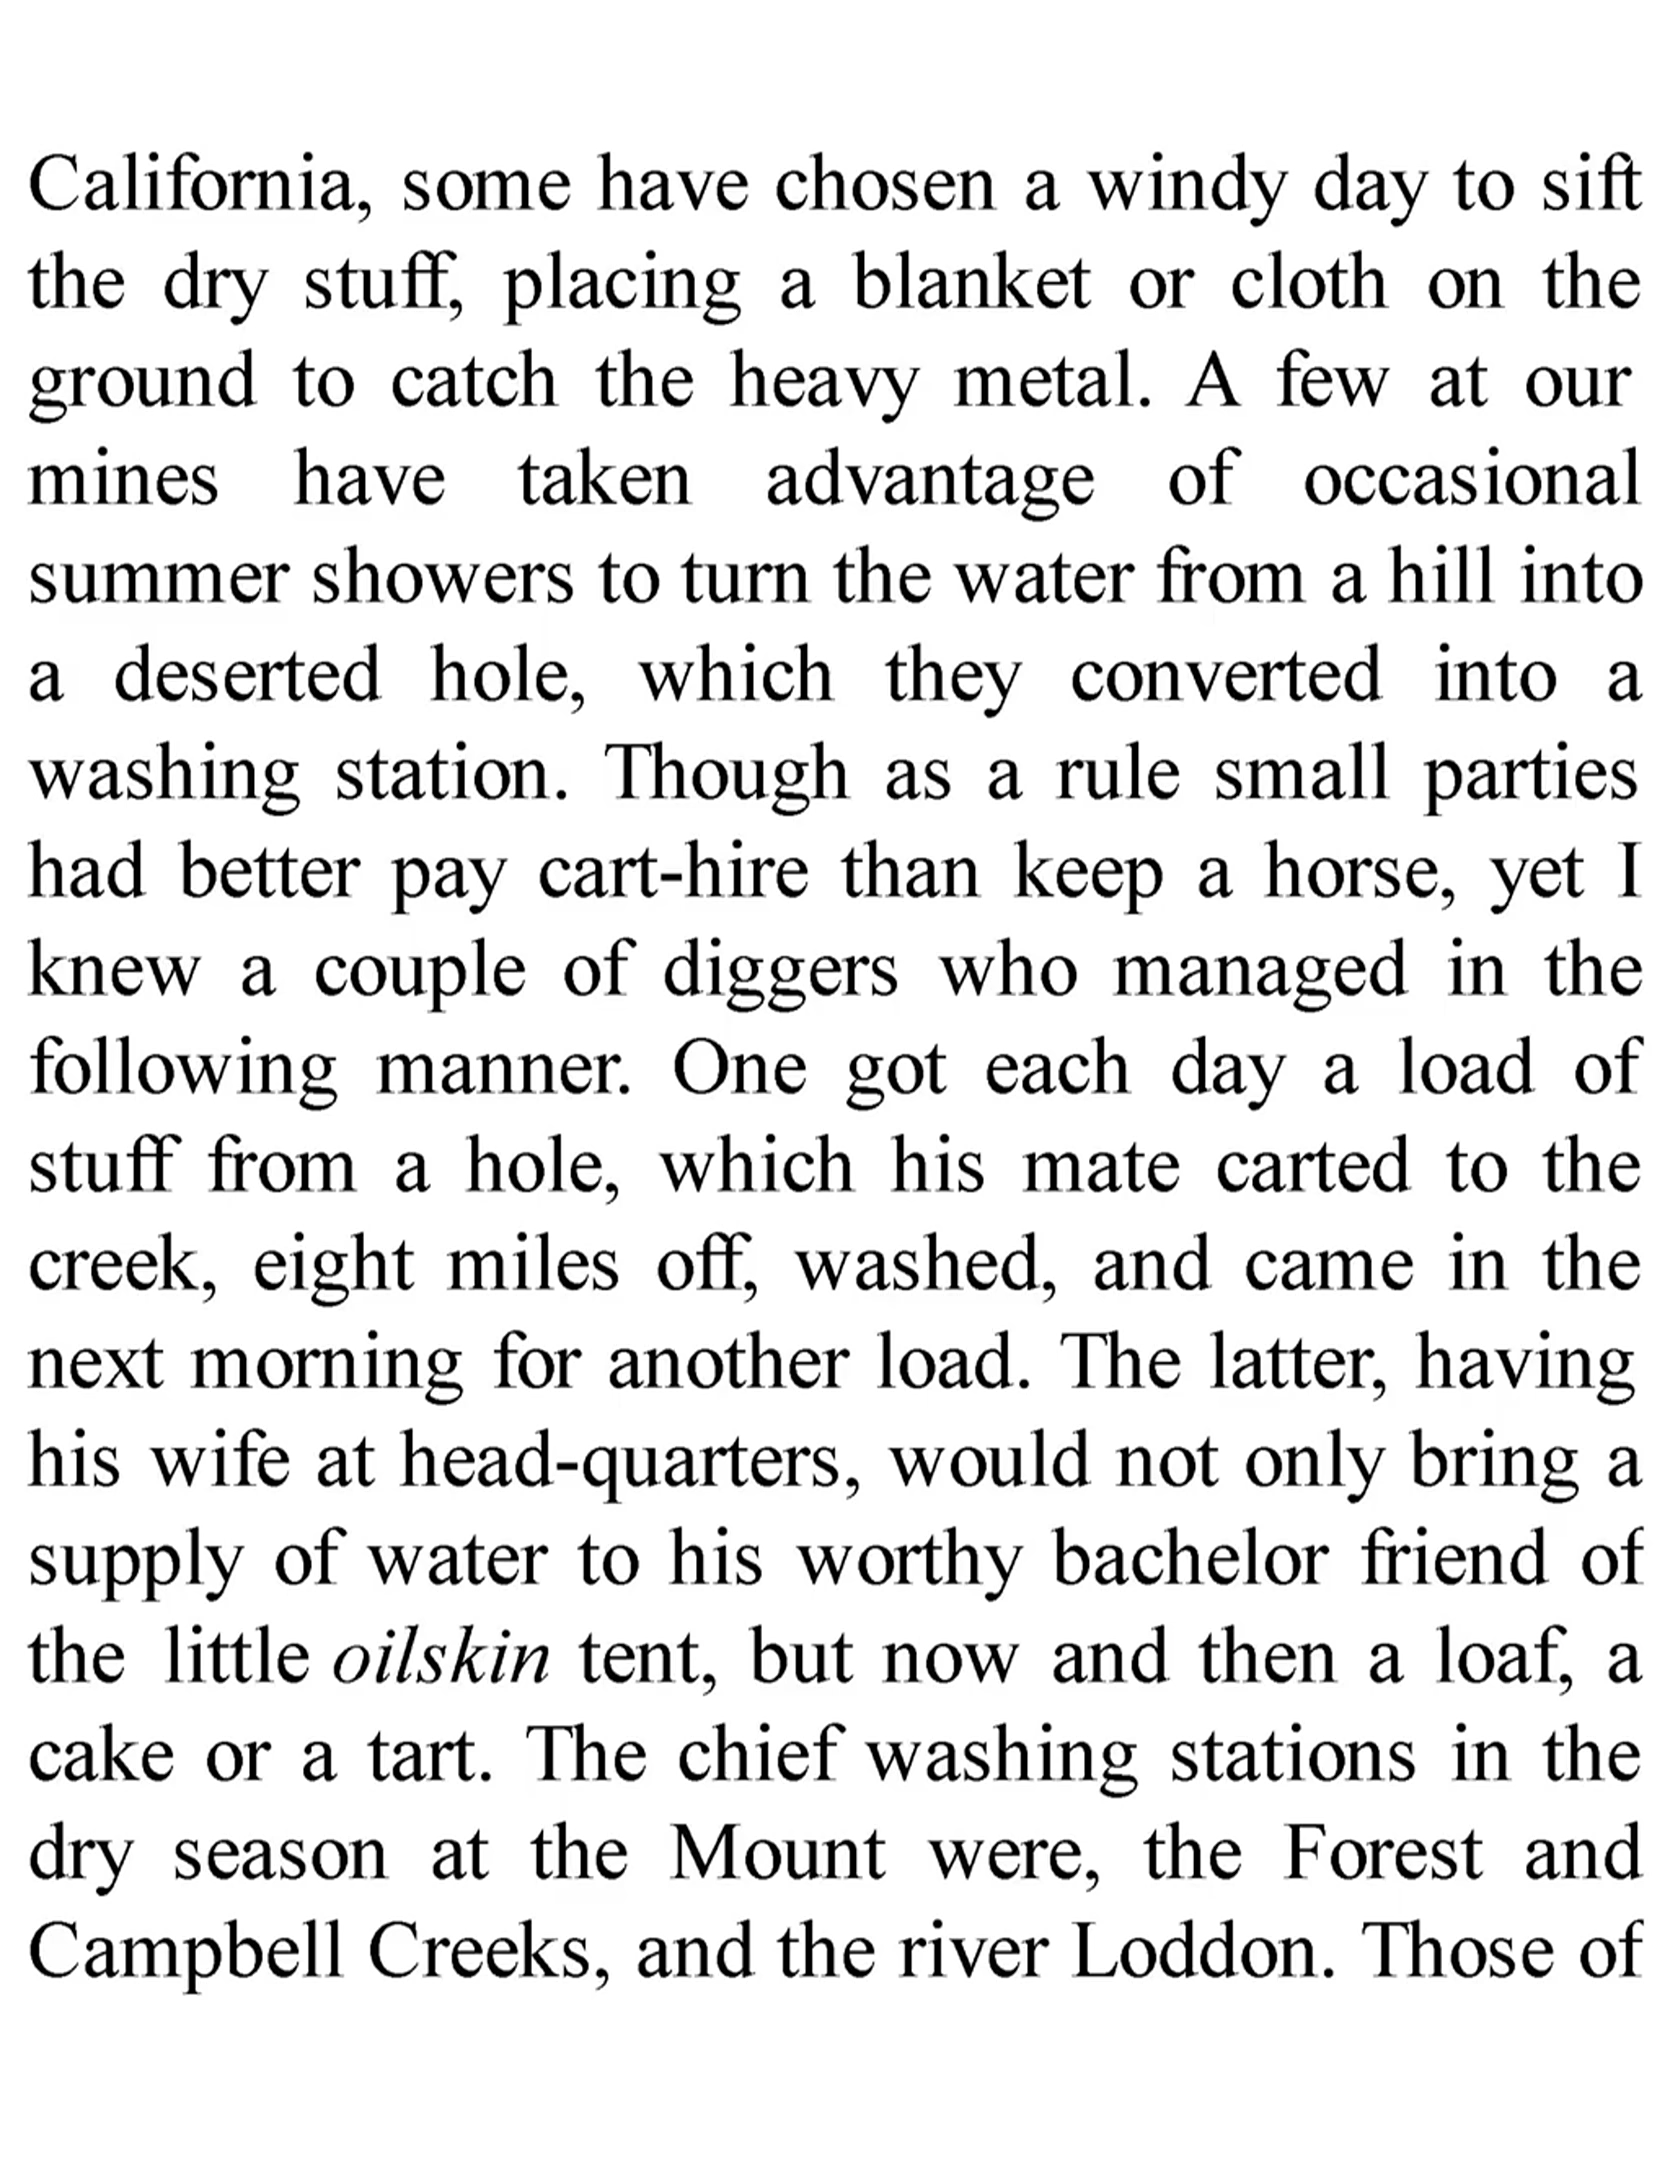 California, some have chosen a windy day to sift
the dry stuff, placing a blanket or cloth on the
ground to catch the heavy metal. A few at our
mines have taken advantage of occasional
summer showers to turn the water from a hill into
a deserted hole, which they converted into a
washing station. Though as a rule small parties
had better pay cart-hire than keep a horse, yet I
knew a couple of diggers who managed in the
following manner. One got each day a load of
stuff from a hole, which his mate carted to the
creek, eight miles off, washed, and came in the
next morning for another load. The latter, having
his wife at head-quarters, would not only bring a
supply of water to his worthy bachelor friend of
the little oilskin tent, but now and then a loaf, a
cake or a tart. The chief washing stations in the
dry season at the Mount were, the Forest and
Campbell Creeks, and the river Loddon. Those of